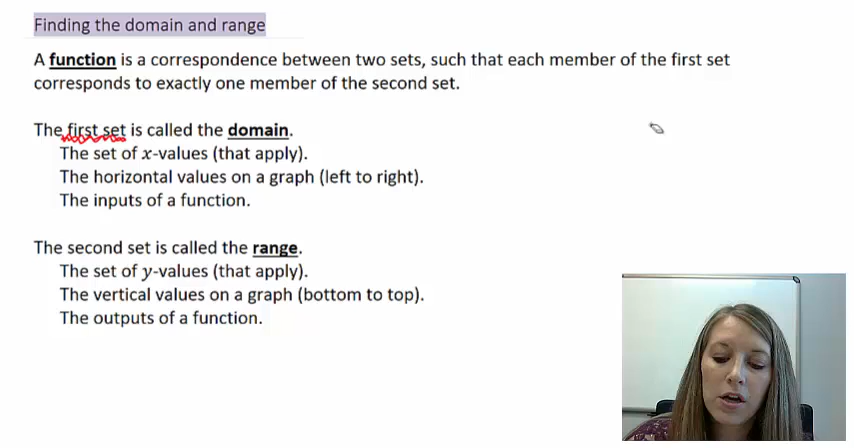 Finding the domain and range
A function is a correspondence between two sets, such that each member of the first set
corresponds to exactly one member of the second set.
The first set is called the domain.
The set of x-values (that apply).
The horizontal values on a graph (left to right).
The inputs of a function.
The second set is called the range.
The set of y-values (that apply).
The vertical values on a graph (bottom to top).
The outputs of a function.